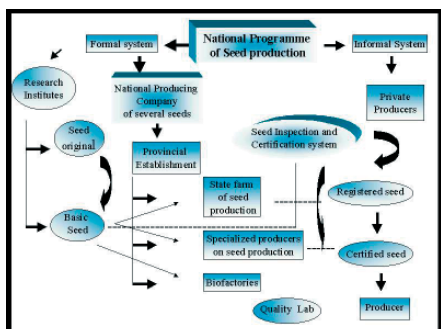 National Programme
of Seed production
Formal system
Informal System
Research
Institutes
National Producing
Company
of several seeds
Private
Producers
Seed
original
Seed Inspection and
Certification system
Provincial
Establishment
State farm
of seed
production
Registered seed
Basic
Seed
Specialized producers
on seed production
Certified seed
Biofactories
Quality Lab
Producer